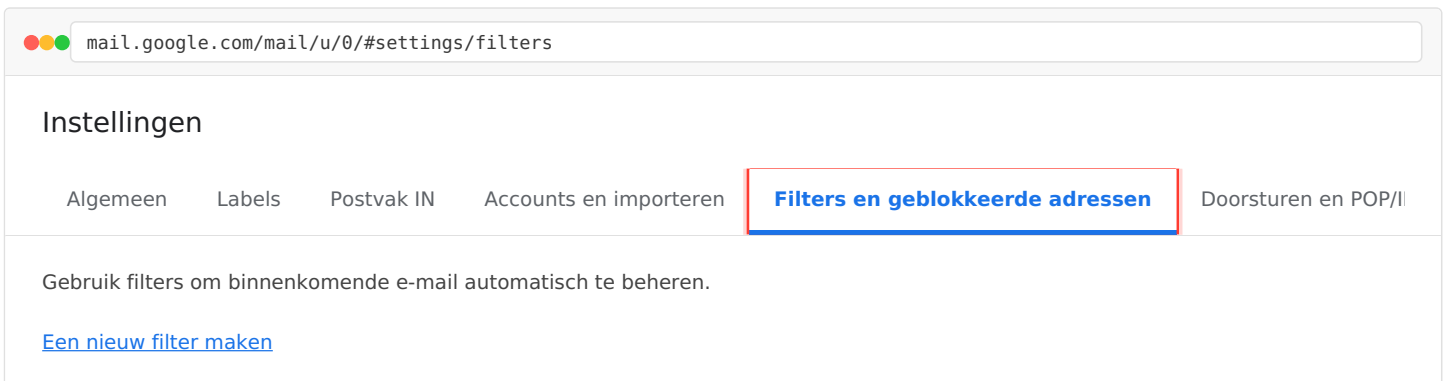 mail.google.com/mail/u/0/#settings/filters
Instellingen
Algemeen Labels Postvak IN Accounts en importeren Filters en geblokkeerde adressen Doorsturen en
Gebruik filters om binnenkomende e-mail automatisch te beheren.
Een nieuw filter maken